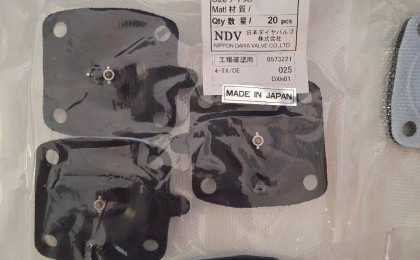 Matl 材 質 /
Qty 数 量 / 20 pcs
NDV 日本ダイヤバルブ
株式会社
NIPPON DAIYA VALVE CO.,LTD
工場確認用 0573221
4-TX/CE 025
DXIs01
MADE IN JAPAN